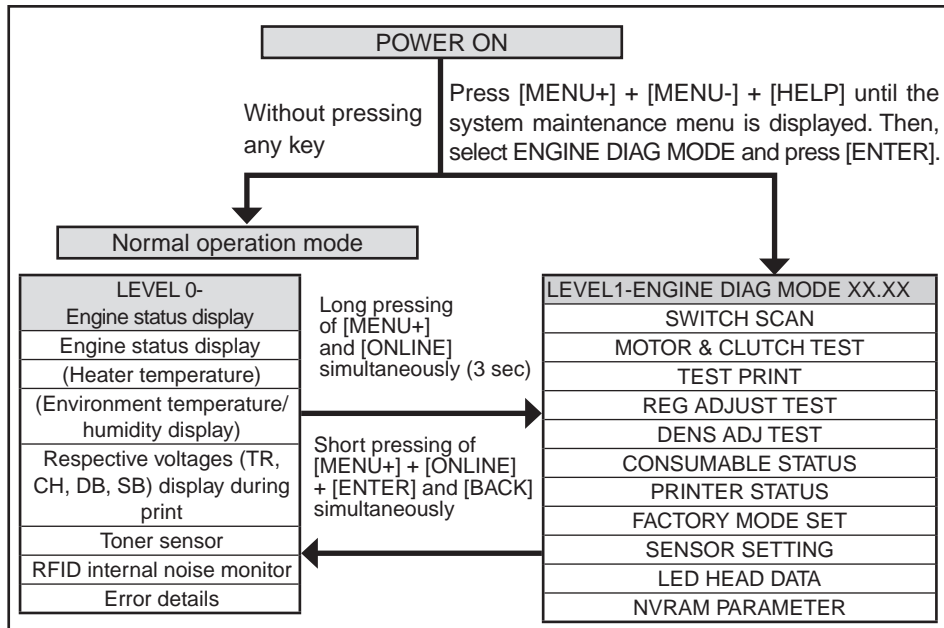 POWER ON
Without pressing
any key
Press [MENU+] + [MENU-] + [HELP] until the
system maintenance menu is displayed. Then,
select ENGINE DIAG MODE and press [ENTER].
Normal operation mode
LEVEL 0-
Engine status display
Engine status display
(Heater temperature)
(Environment temperature/
humidity display)
Respective voltages (TR,
CH, DB, SB) display during
print
Toner sensor
RFID internal noise monitor
Error details
Long pressing
of [MENU+]
and [ONLINE]
simultaneously (3 sec)
Short pressing of
[MENU+] + [ONLINE]
+ [ENTER] and [BACK]
simultaneously
LEVEL1-ENGINE DIAG MODE XX.XX
SWITCH SCAN
MOTOR & CLUTCH TEST
TEST PRINT
REG ADJUST TEST
DENS ADJ TEST
CONSUMABLE STATUS
PRINTER STATUS
FACTORY MODE SET
SENSOR SETTING
LED HEAD DATA
NVRAM PARAMETER